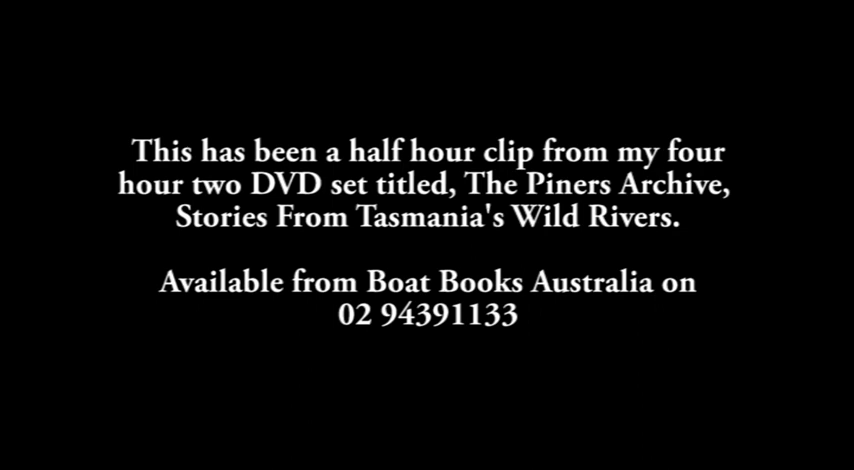 This has been a half hour clip from my four
hour two DVD set titled, The Piners Archive,
Stories From Tasmania's Wild Rivers.
Available from Boat Books Australia on
02 94391133